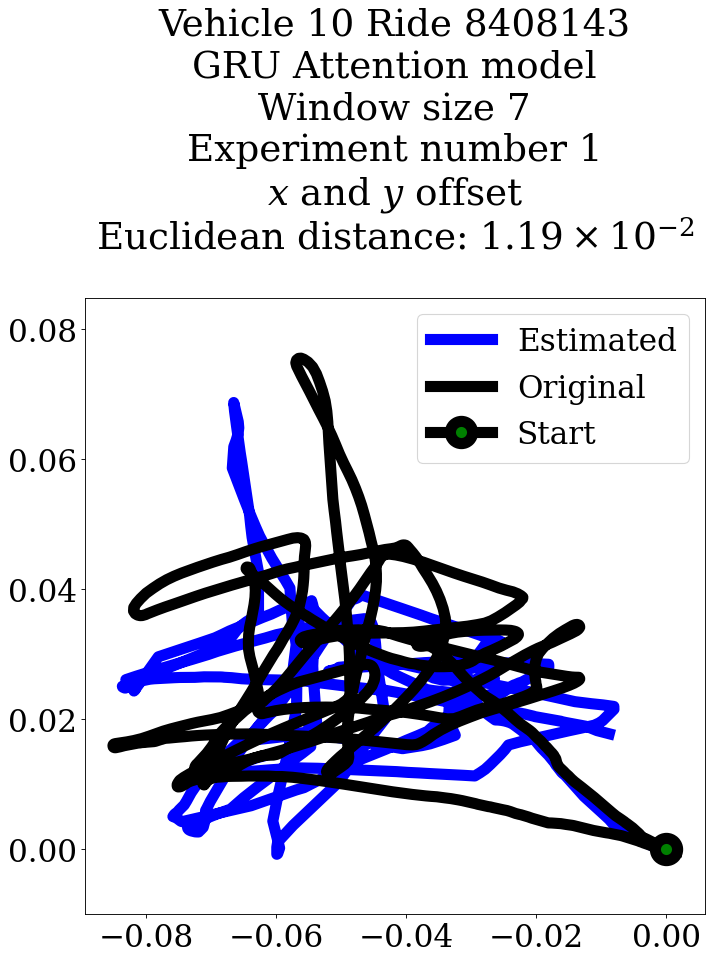 Vehicle 10 Ride 8408143
GRU Attention model
Window size 7
Experiment number 1
x and y offset
Euclidean distance: 1.19 × 10⁻²
Estimated
Original
Start
0.08
0.06
0.04
0.02
0.00
−0.08 −0.06 −0.04 −0.02 0.00